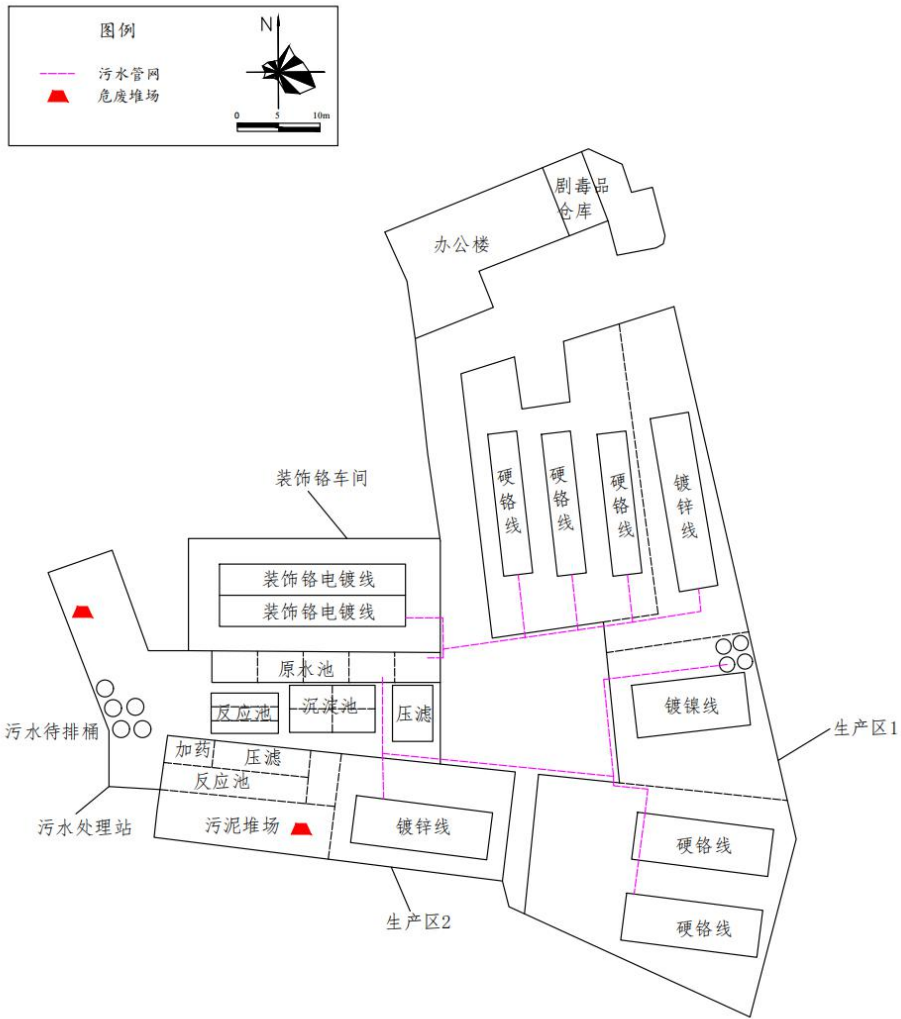 图例
N
污水管网
危废堆场
0 5 10m
剧毒品
仓库
办公楼
硬铬线
硬铬线
硬铬线
镀锌线
装饰铬车间
装饰铬电镀线
装饰铬电镀线
原水池
反应池
沉淀池
压滤
镀镍线
生产区1
污水待排桶
加药
压滤
反应池
污水处理站
污泥堆场
镀锌线
硬铬线
硬铬线
生产区2